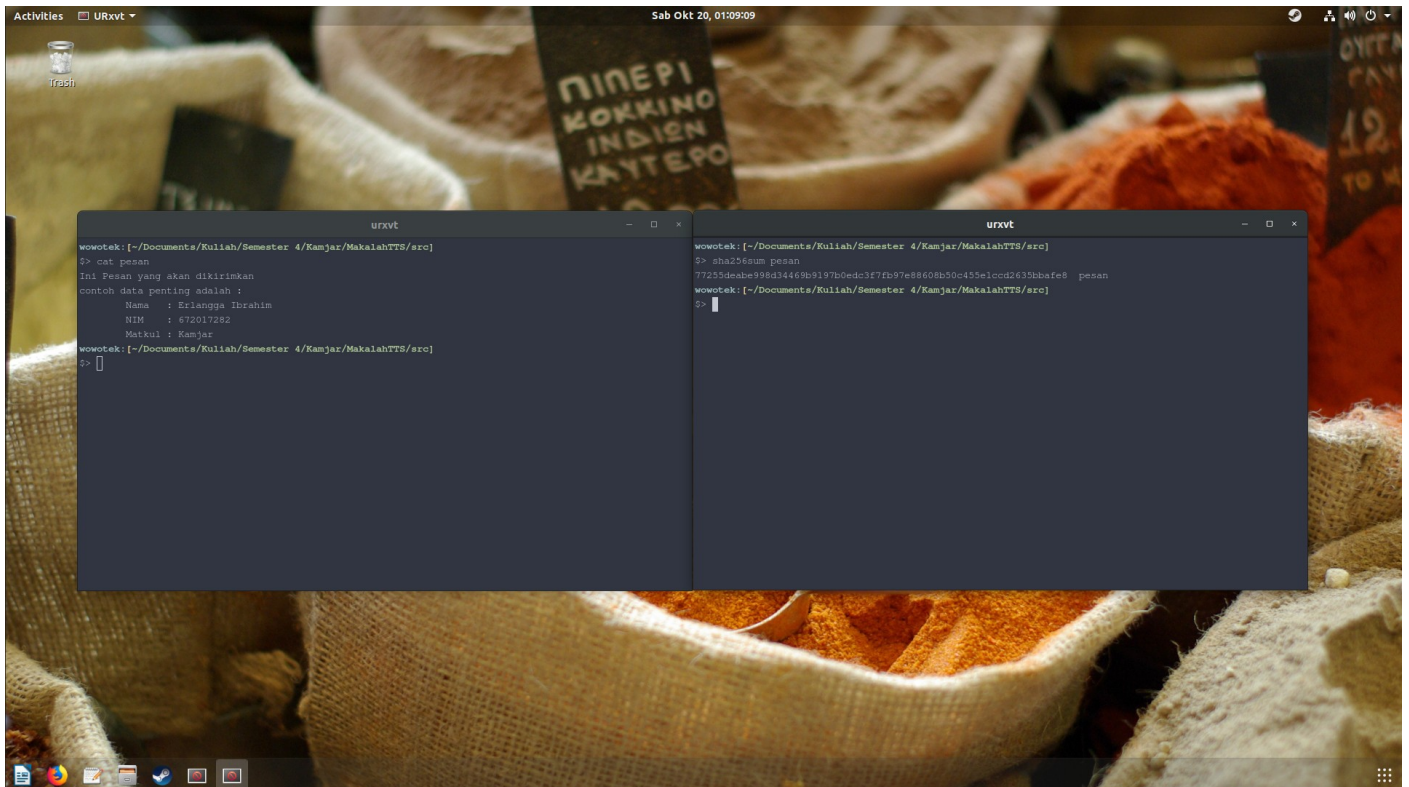 Activities URxvt Sab Okt 20, 01:09:09
Trash
ΠΙΠΕΡΙ
ΚΟΚΚΙΝΟ
ΙΝΔΙΩΝ
ΚΑΥΤΕΡΟ
12.
ΤΟ
urxvt
wowotek:[~/Documents/Kuliah/Semester 4/Kamjar/MakalahTTS/src]
$> cat pesan
Ini Pesan yang akan dikirimkan
contoh data penting adalah :
Nama : Erlangga Ibrahim
NIM : 672017282
Matkul : Kamjar
wowotek:[~/Documents/Kuliah/Semester 4/Kamjar/MakalahTTS/src]
$>
urxvt
wowotek:[~/Documents/Kuliah/Semester 4/Kamjar/MakalahTTS/src]
$> sha256sum pesan
77255deabe998d34469b9197b0edc3f7fb97e88608b50c455e1ccd2635bbafe8 pesan
wowotek:[~/Documents/Kuliah/Semester 4/Kamjar/MakalahTTS/src]
$>